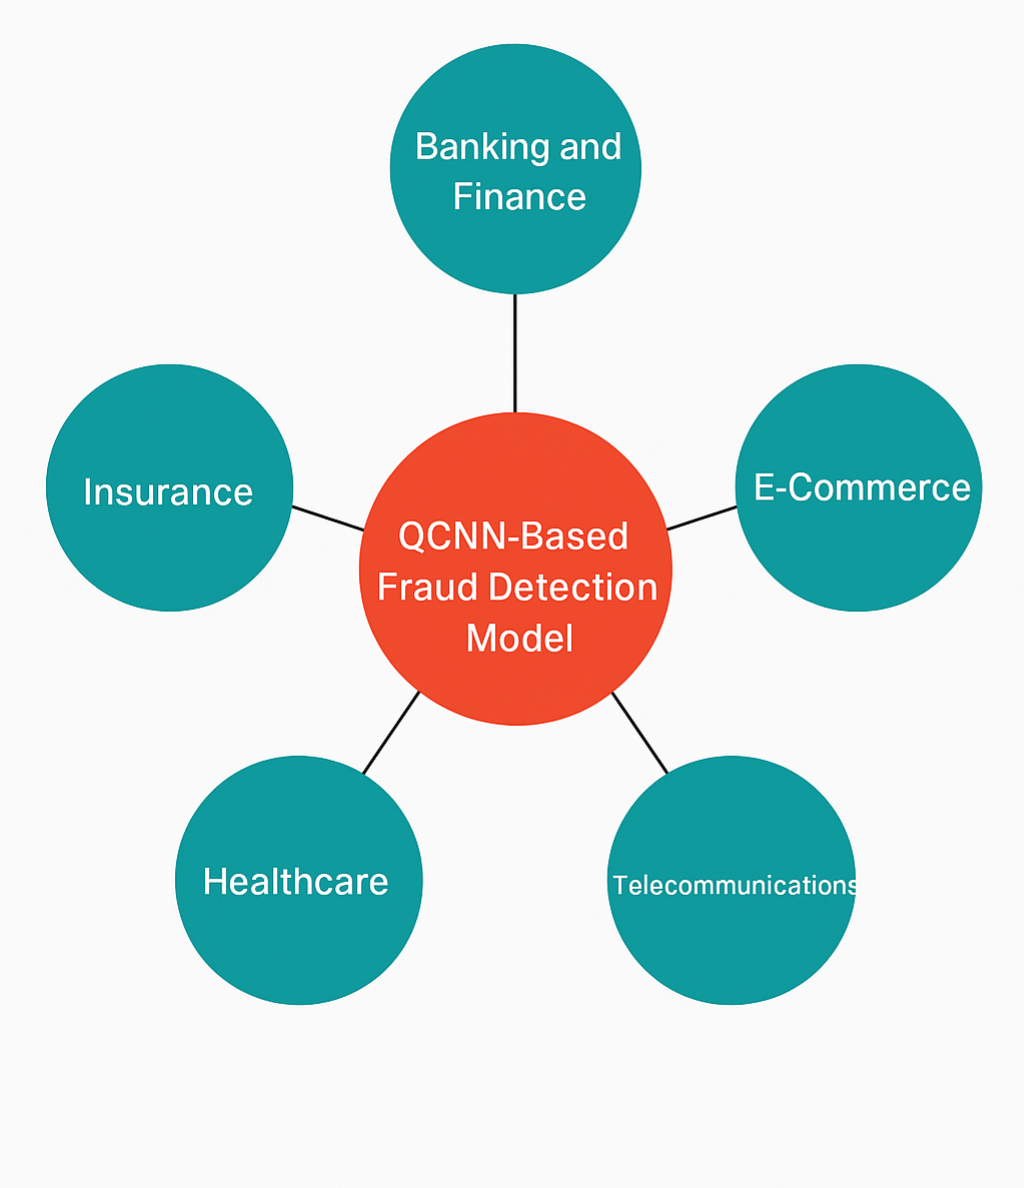 Banking and
Finance
Insurance
E-Commerce
QCNN-Based
Fraud Detection
Model
Healthcare
Telecommunications